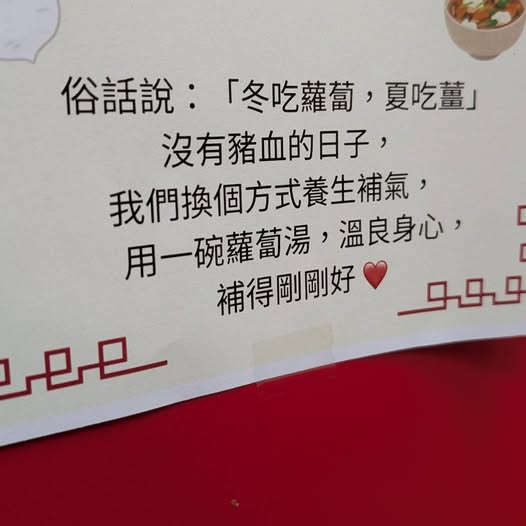 俗話說：「冬吃蘿蔔，夏吃薑」
沒有豬血的日子，
我們換個方式養生補氣，
用一碗蘿蔔湯，溫良身心，
補得剛剛好❤️